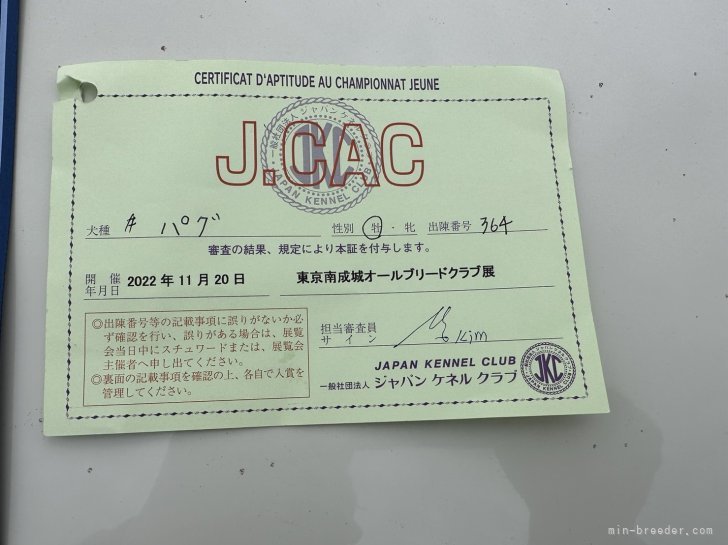 CERTIFICAT D'APTITUDE AU CHAMPIONNAT JEUNE
J.CAC
一般社団法人 ジャパンケネルクラブ
JKC
JAPAN KENNEL CLUB
犬種 パグ 性別 牡・牝 出陳番号 364
審査の結果、規定により本証を付与します。
開催年月日 2022年11月20日 東京南成城オールブリードクラブ展
◎出陳番号等の記載事項に誤りがないか必
ず確認を行い、誤りがある場合は、展覧
会当日中にスチュワードまたは、展覧会
主催者へ申し出てください。
◎裏面の記載事項を確認の上、各自で入賞を
管理してください。
担当審査員
サイン Kim
JAPAN KENNEL CLUB
一般社団法人 ジャパン ケネル クラブ
JKC
min-breeder.com